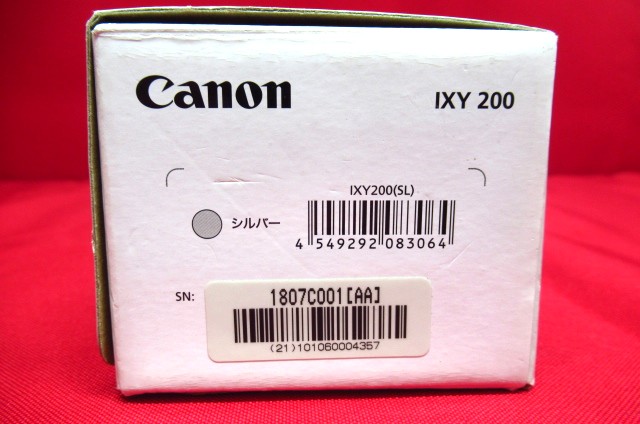 Canon
IXY 200
IXY200(SL)
シルバー
4 549292 083064
SN:
1807C001[AA]
(21)101060004357